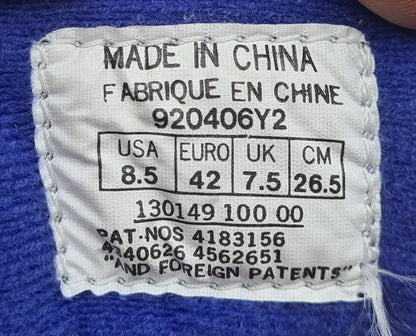 MADE IN CHINA
FABRIQUE EN CHINE
920406Y2
USA EURO UK CM
8.5 42 7.5 26.5
130149 100 00
PAT.NOS 4183156
4340626 4562651
"AND FOREIGN PATENTS"